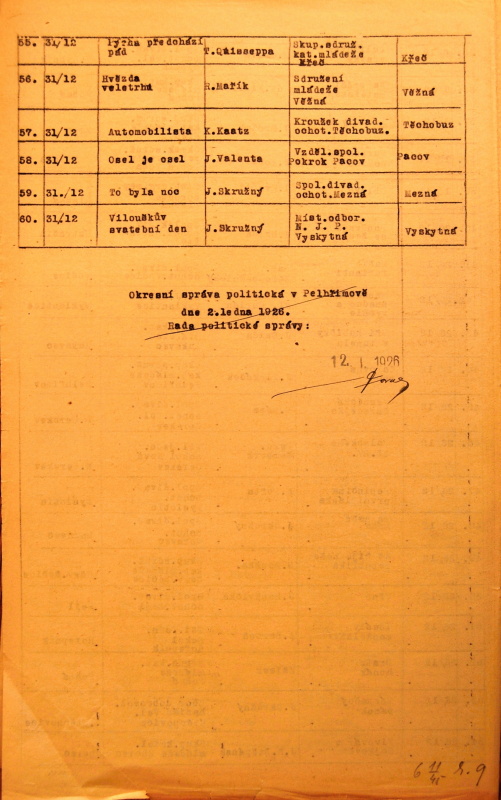 55. 31/12 Pýcha předchází pád T.Quisseppa Skup.sdruž. kat.mládeže Křeč Křeč
56. 31/12 Hvězda veletrhu R.Mařík Sdružení mládeže Věžná Věžná
57. 31/12 Automobilista K.Kaatz Kroužek divad. ochot.Těchobuz. Těchobuz
58. 31/12 Osel je osel J.Valenta Vzděl.spol. Pokrok Pacov Pacov
59. 31./12 To byla noc J.Skružný Spol.divad. ochot.Mezná Mezná
60. 31/12 ViloušKův svatební den J.Skružný Míst.odbor. N. J. P. Vyskytná Vyskytná
Okresní správa politická v Pelhřimově
dne 2.ledna 1926.
Rada politické správy:
12. I. 1926